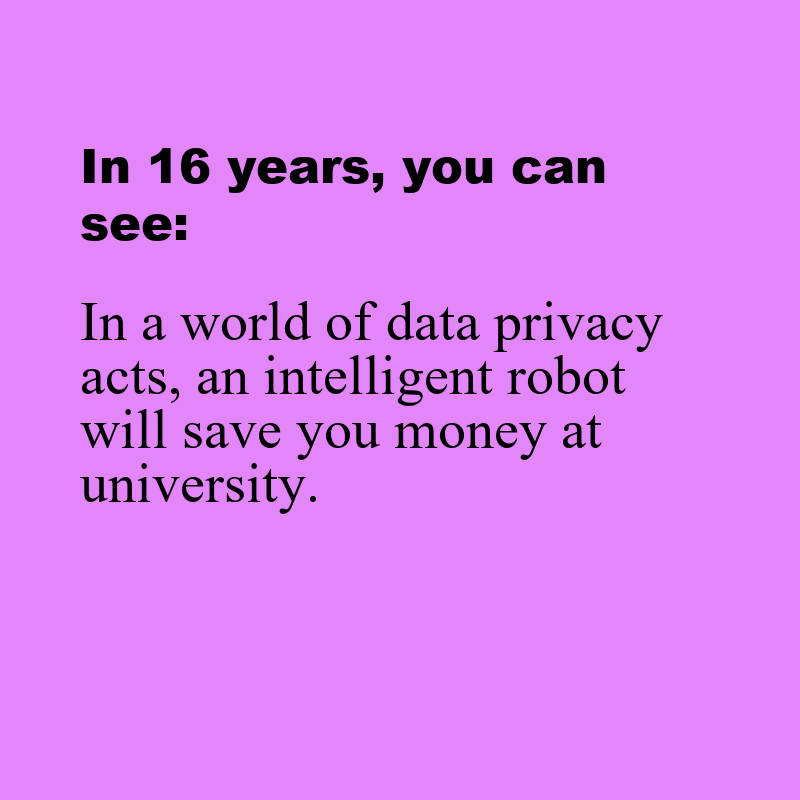 In 16 years, you can
see:
In a world of data privacy
acts, an intelligent robot
will save you money at
university.